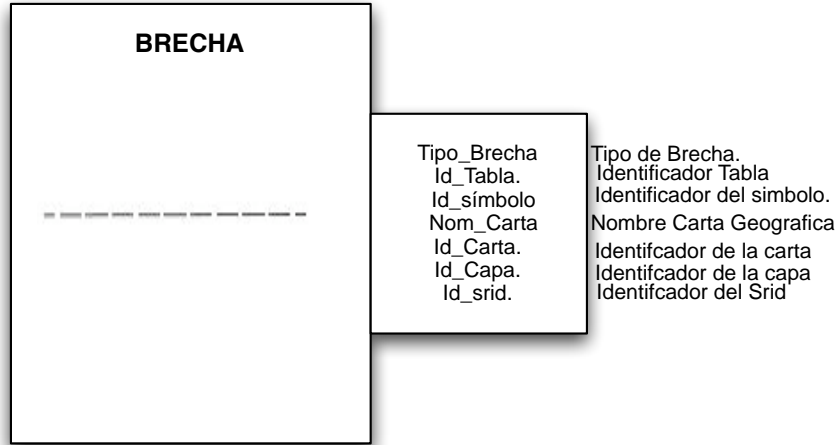 BRECHA
Tipo_Brecha Tipo de Brecha.
Id_Tabla. Identificador Tabla
Id_símbolo Identificador del simbolo.
Nom_Carta Nombre Carta Geografica
Id_Carta. Identifcador de la carta
Id_Capa. Identifcador de la capa
Id_srid. Identifcador del Srid